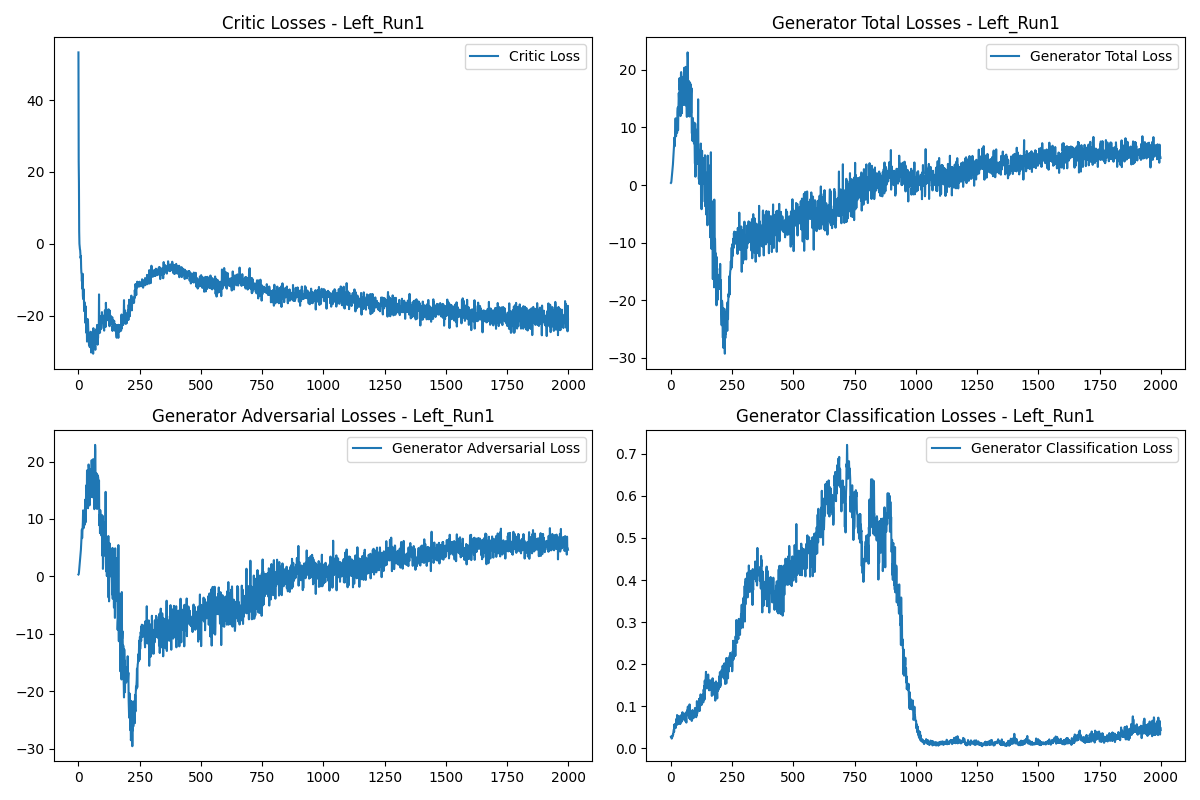 Critic Losses - Left_Run1
Critic Loss
40
20
0
−20
0 250 500 750 1000 1250 1500 1750 2000
Generator Total Losses - Left_Run1
Generator Total Loss
20
10
0
−10
−20
−30
0 250 500 750 1000 1250 1500 1750 2000
Generator Adversarial Losses - Left_Run1
Generator Adversarial Loss
20
10
0
−10
−20
−30
0 250 500 750 1000 1250 1500 1750 2000
Generator Classification Losses - Left_Run1
Generator Classification Loss
0.7
0.6
0.5
0.4
0.3
0.2
0.1
0.0
0 250 500 750 1000 1250 1500 1750 2000